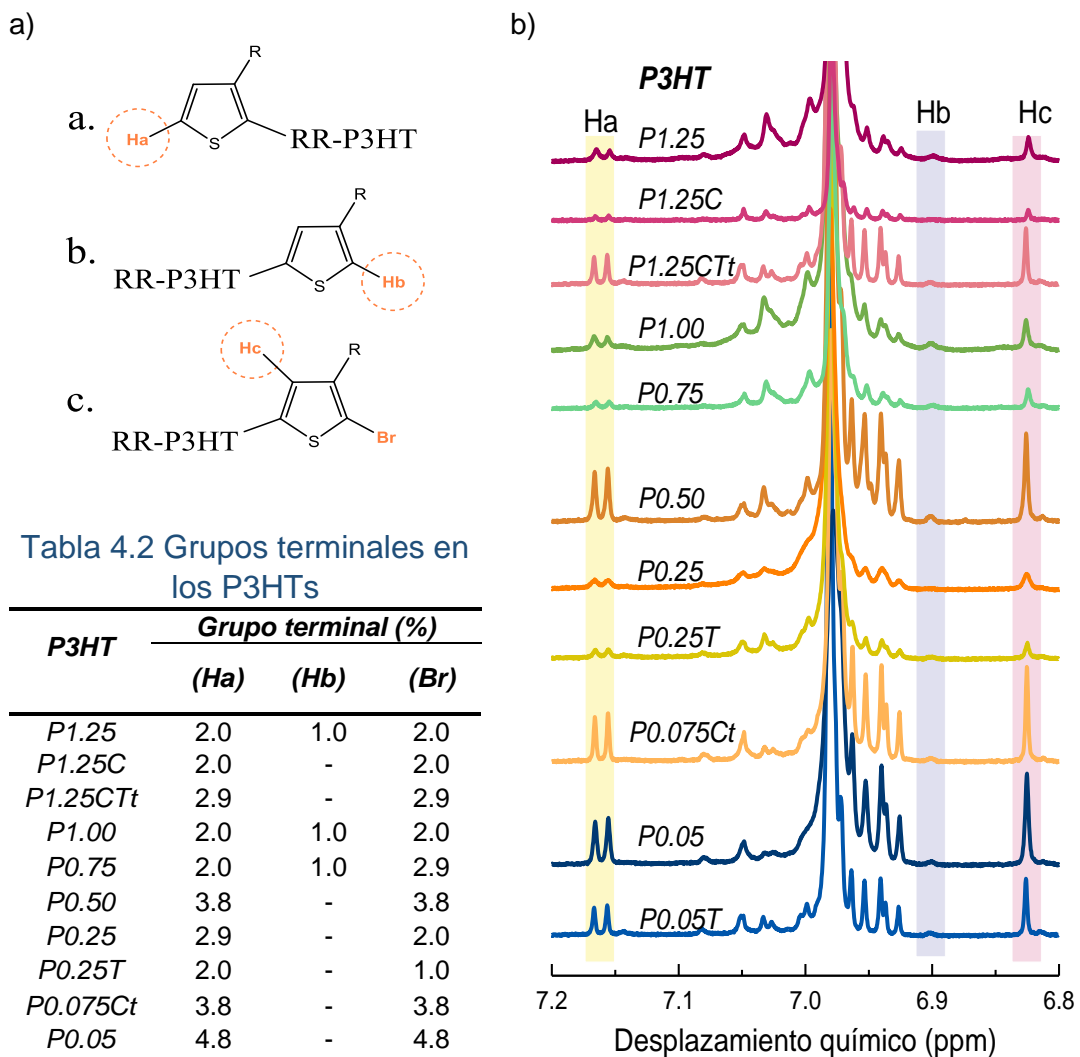 a)
R
a.
Ha
S
RR-P3HT
R
b.
RR-P3HT
S
Hb
Hc
R
c.
RR-P3HT
S
Br
Tabla 4.2 Grupos terminales en
los P3HTs
P3HT Grupo terminal (%)
(Ha) (Hb) (Br)
P1.25 2.0 1.0 2.0
P1.25C 2.0 - 2.0
P1.25CTt 2.9 - 2.9
P1.00 2.0 1.0 2.0
P0.75 2.0 1.0 2.9
P0.50 3.8 - 3.8
P0.25 2.9 - 2.0
P0.25T 2.0 - 1.0
P0.075Ct 3.8 - 3.8
P0.05 4.8 - 4.8
b)
P3HT
Ha Hb Hc
P1.25
P1.25C
P1.25CTt
P1.00
P0.75
P0.50
P0.25
P0.25T
P0.075Ct
P0.05
P0.05T
7.2 7.1 7.0 6.9 6.8
Desplazamiento químico (ppm)